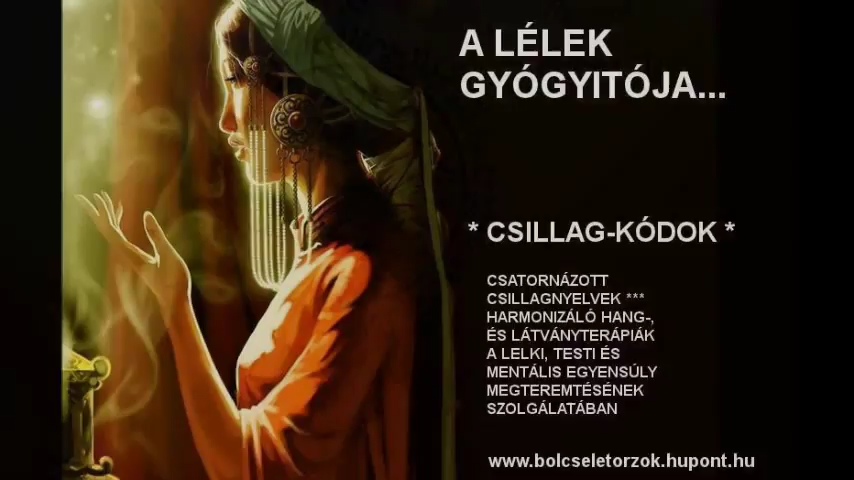 A LÉLEK
GYÓGYITÓJA...
* CSILLAG-KÓDOK *
CSATORNÁZOTT
CSILLAGNYELVEK ***
HARMONIZÁLÓ HANG-,
ÉS LÁTVÁNYTERÁPIÁK
A LELKI, TESTI ÉS
MENTÁLIS EGYENSÚLY
MEGTEREMTÉSÉNEK
SZOLGÁLATÁBAN
www.bolcseletorzok.hupont.hu